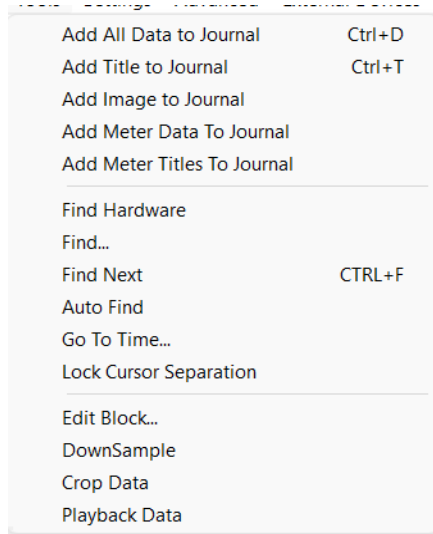 Add All Data to Journal Ctrl+D
Add Title to Journal Ctrl+T
Add Image to Journal
Add Meter Data To Journal
Add Meter Titles To Journal
Find Hardware
Find...
Find Next CTRL+F
Auto Find
Go To Time...
Lock Cursor Separation
Edit Block...
DownSample
Crop Data
Playback Data